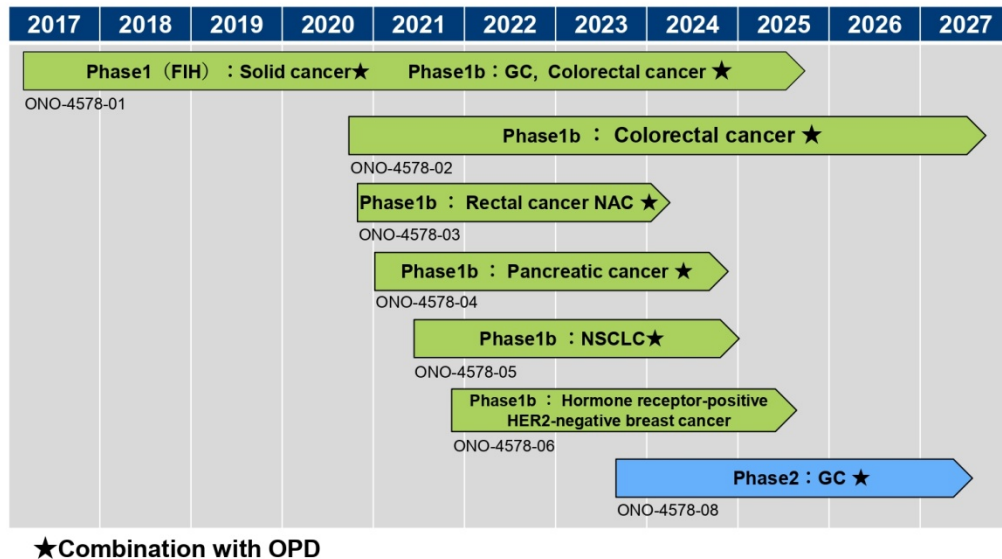 2017 2018 2019 2020 2021 2022 2023 2024 2025 2026 2027
Phase1（FIH）：Solid cancer★ Phase1b：GC, Colorectal cancer ★
ONO-4578-01
Phase1b ： Colorectal cancer ★
ONO-4578-02
Phase1b ： Rectal cancer NAC ★
ONO-4578-03
Phase1b ： Pancreatic cancer ★
ONO-4578-04
Phase1b ：NSCLC★
ONO-4578-05
Phase1b ： Hormone receptor-positive
HER2-negative breast cancer
ONO-4578-06
Phase2：GC ★
ONO-4578-08
★Combination with OPD